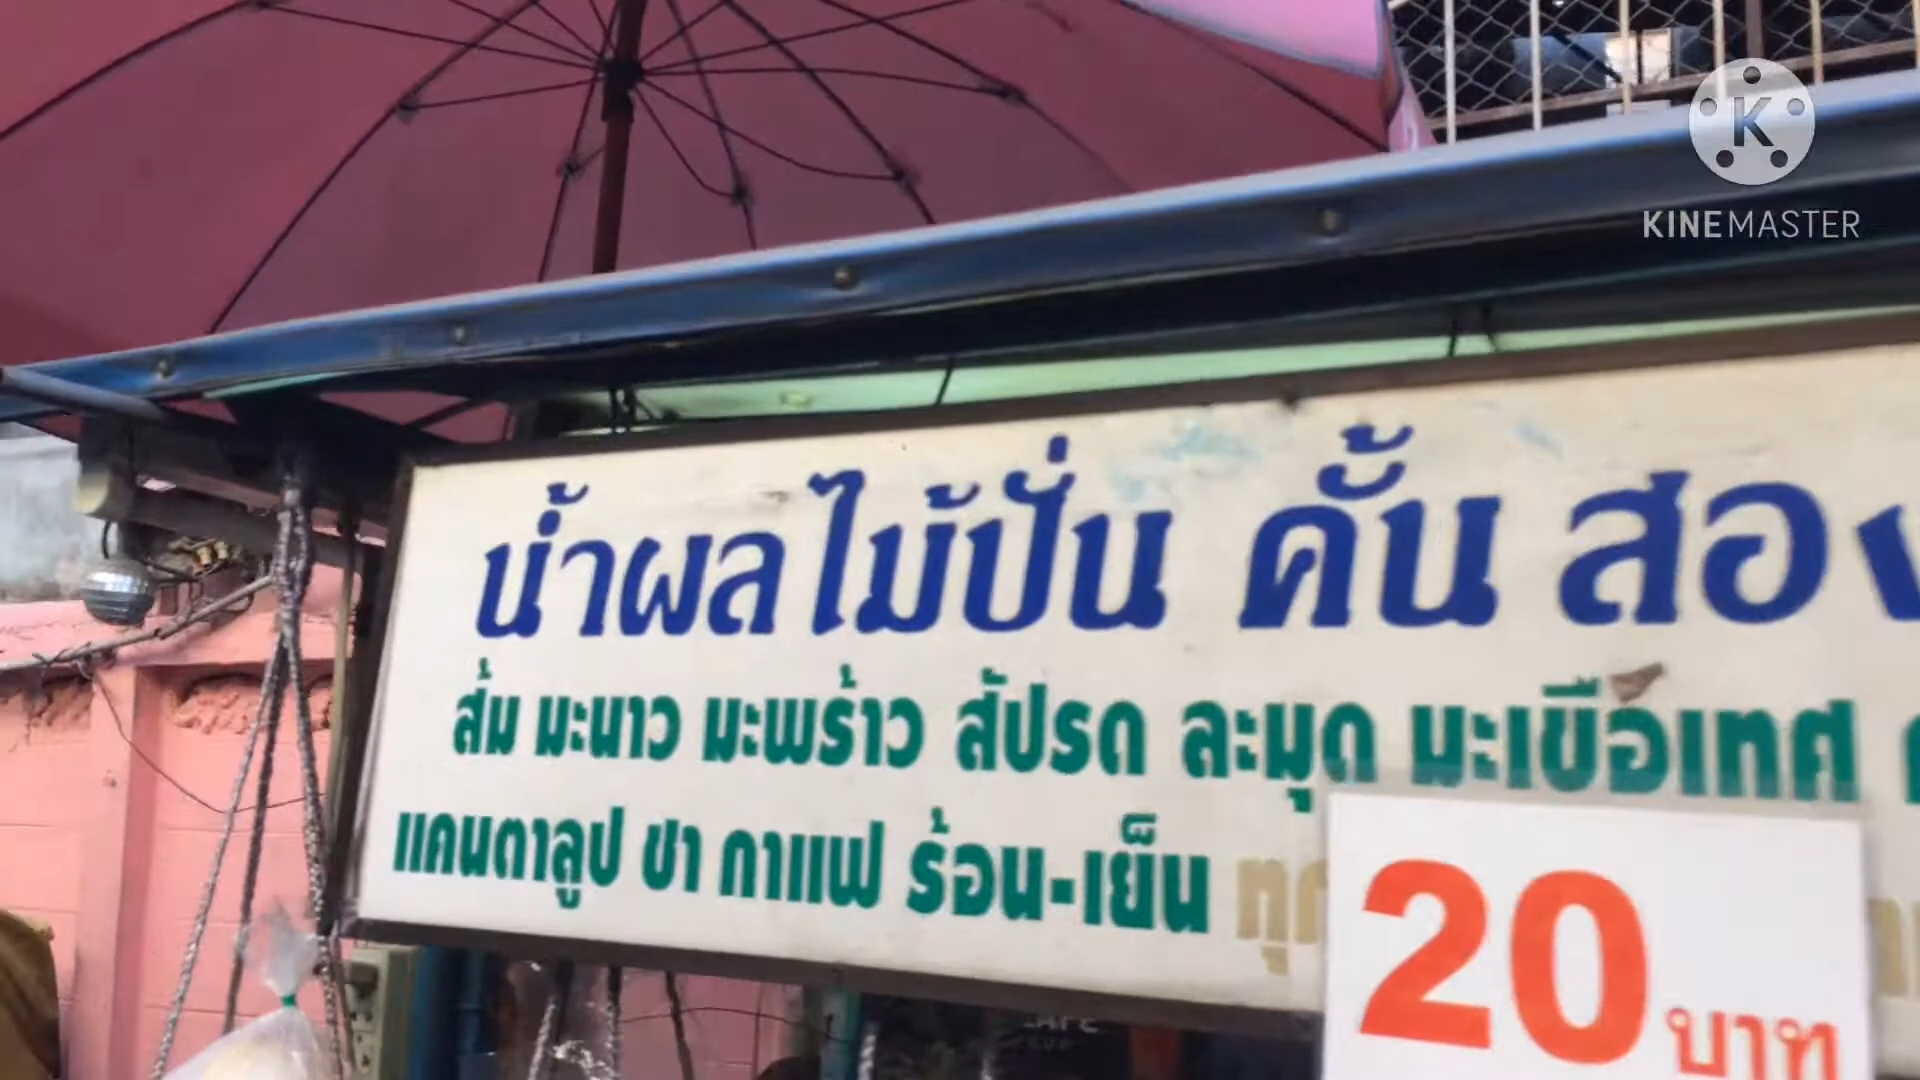 KINEMASTER
น้ำผลไม้ปั่น คั้น สอง
ส้ม มะนาว มะพร้าว สัปรด ละมุด มะเขือเทศ
แคนตาลูป ชา กาแฟ ร้อน-เย็น
20 บาท